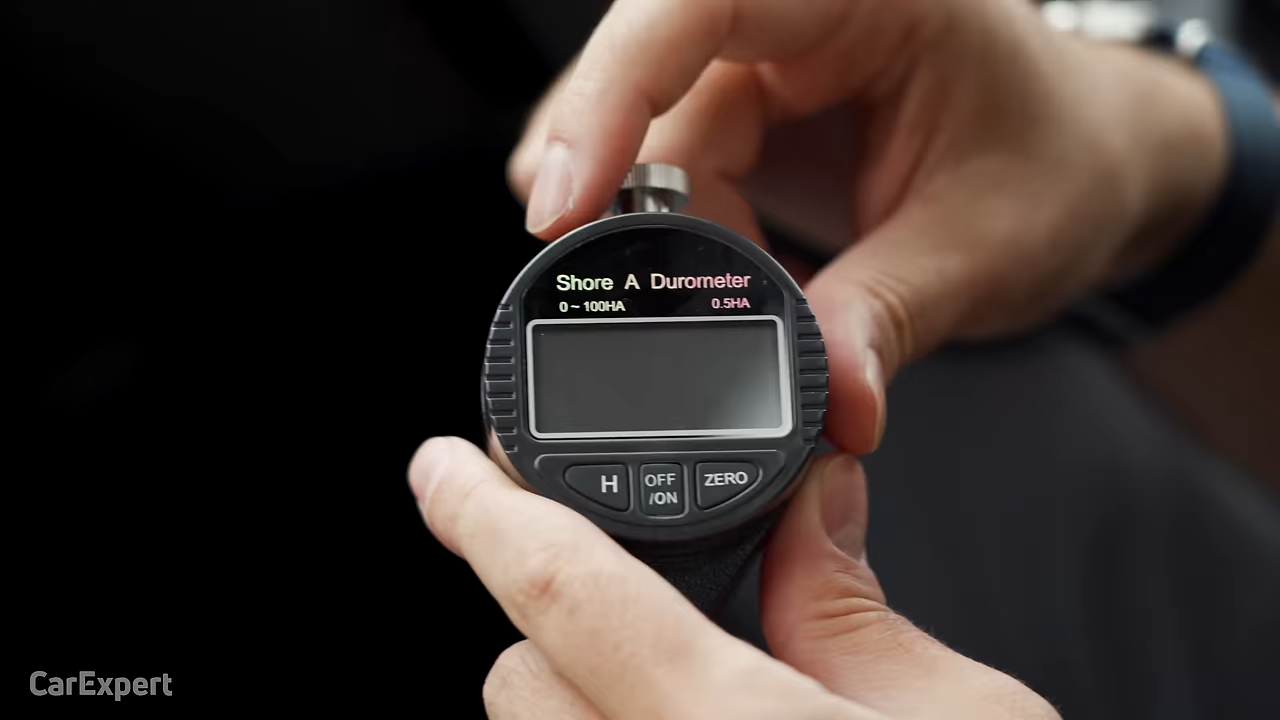 Shore A Durometer
0 ~ 100HA 0.5HA
H OFF /ON ZERO
CarExpert